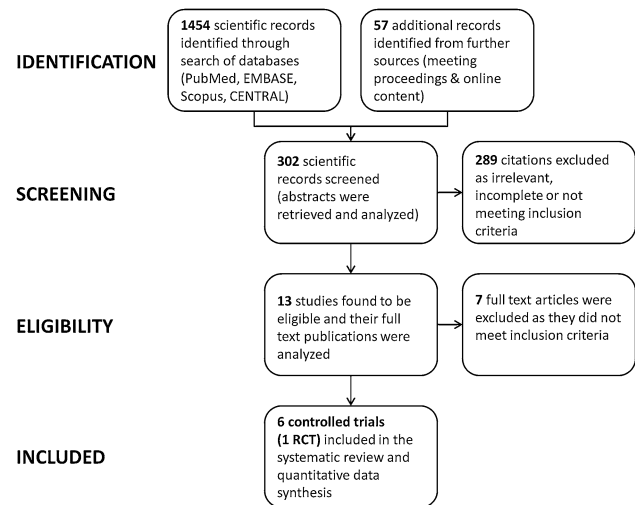 IDENTIFICATION
1454 scientific records
identified through
search of databases
(PubMed, EMBASE,
Scopus, CENTRAL)
57 additional records
identified from further
sources (meeting
proceedings & online
content)
SCREENING
302 scientific
records screened
(abstracts were
retrieved and analyzed)
289 citations excluded
as irrelevant,
incomplete or not
meeting inclusion
criteria
ELIGIBILITY
13 studies found to be
eligible and their full
text publications were
analyzed
7 full text articles were
excluded as they did not
meet inclusion criteria
INCLUDED
6 controlled trials
(1 RCT) included in the
systematic review and
quantitative data
synthesis